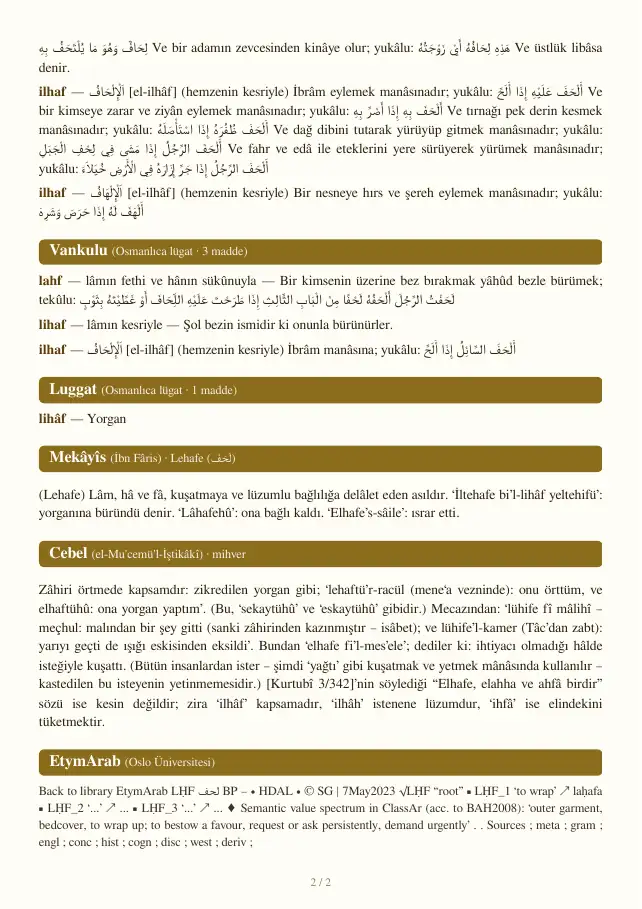 لِحَافٌ وَهُوَ مَا يُلْتَحَفُ بِهِ Ve bir adamın zevcesinden kinâye olur; yukâlu: هَذِهِ لِحَافُهُ أَيْ زَوْجَتُهُ Ve üstlük libâsa
denir.
ilhaf — اَلْإِلْحَافُ [el-ilhâf] (hemzenin kesriyle) İbrâm eylemek manâsınadır; yukâlu: أَلْحَفَ عَلَيْهِ إِذَا أَلَحَّ Ve
bir kimseye zarar ve ziyân eylemek manâsınadır; yukâlu: أَلْحَفَ بِهِ إِذَا أَضَرَّ بِهِ Ve tırnağı pek derin kesmek
manâsınadır; yukâlu: أَلْحَفَ ظُفُرَهُ إِذَا اسْتَأْصَلَهُ Ve dağ dibini tutarak yürüyüp gitmek manâsınadır; yukâlu:
أَلْحَفَ الرَّجُلُ إِذَا مَشَى فِي لِحَفِ الْجَبَلِ Ve fahr ve edâ ile eteklerini yere sürüyerek yürümek manâsınadır;
yukâlu: أَلْحَفَ الرَّجُلُ إِذَا جَرَّ إِزَارَهُ فِي الْأَرْضِ خُيَلَاءَ
ilhaf — اَلْإِلْهَافُ [el-ilhâf] (hemzenin kesriyle) Bir nesneye hırs ve şereh eylemek manâsınadır; yukâlu:
أَلْهَفَ لَهُ إِذَا حَرَصَ وَشَرِهَ
Vankulu (Osmanlıca lügat · 3 madde)
lahf — lâmın fethi ve hânın sükûnuyla — Bir kimsenin üzerine bez bırakmak yâhûd bezle bürümek;
tekûlu: لَحَفْتُ الرَّجُلَ أَلْحَفُهُ لَحْفًا مِنَ الْبَابِ الثَّالِثِ إِذَا طَرَحْتَ عَلَيْهِ اللِّحَافَ أَوْ غَطَّيْتَهُ بِثَوْبٍ
lihaf — lâmın kesriyle — Şol bezin ismidir ki onunla bürünürler.
ilhaf — اَلْإِلْحَافُ [el-ilhâf] (hemzenin kesriyle) İbrâm manâsına; yukâlu: أَلْحَفَ السَّائِلُ إِذَا أَلَحَّ
Luggat (Osmanlıca lügat · 1 madde)
lihâf — Yorgan
Mekâyîs (İbn Fâris) · Lehafe (لحف)
(Lehafe) Lâm, hâ ve fâ, kuşatmaya ve lüzumlu bağlılığa delâlet eden asıldır. ‘İltehafe bi’l-lihâf yeltehifü’:
yorganına büründü denir. ‘Lâhafehû’: ona bağlı kaldı. ‘Elhafe’s-sâile’: ısrar etti.
Cebel (el-Mu'cemü'l-İştikâkî) · mihver
Zâhiri örtmede kapsamdır: zikredilen yorgan gibi; ‘lehaftü’r-racül (mene‘a vezninde): onu örttüm, ve
elhaftühû: ona yorgan yaptım’. (Bu, ‘sekaytühû’ ve ‘eskaytühû’ gibidir.) Mecazından: ‘lühife fî mâlihî –
meçhul: malından bir şey gitti (sanki zâhirinden kazınmıştır – isâbet); ve lühife’l-kamer (Tâc’dan zabt):
yarıyı geçti de ışığı eskisinden eksildi’. Bundan ‘elhafe fi’l-mes’ele’; dediler ki: ihtiyacı olmadığı hâlde
isteğiyle kuşattı. (Bütün insanlardan ister – şimdi ‘yağtı’ gibi kuşatmak ve yetmek mânâsında kullanılır –
kastedilen bu isteyenin yetinmemesidir.) [Kurtubî 3/342]’nin söylediği “Elhafe, elahha ve ahfâ birdir”
sözü ise kesin değildir; zira ‘ilhâf’ kapsamadır, ‘ilhâh’ istenene lüzumdur, ‘ihfâ’ ise elindekini
tüketmektir.
EtymArab (Oslo Üniversitesi)
Back to library EtymArab LḤF لحف BP – • HDAL • © SG | 7May2023 √LḤF “root” ▪ LḤF_1 ‘to wrap’ ↗ laḥafa
▪ LḤF_2 ‘...’ ↗ ... ▪ LḤF_3 ‘...’ ↗ ... ♦ Semantic value spectrum in ClassAr (acc. to BAH2008): ‘outer garment,
bedcover, to wrap up; to bestow a favour, request or ask persistently, demand urgently’ . . Sources ; meta ; gram ;
engl ; conc ; hist ; cogn ; disc ; west ; deriv ;
2 / 2